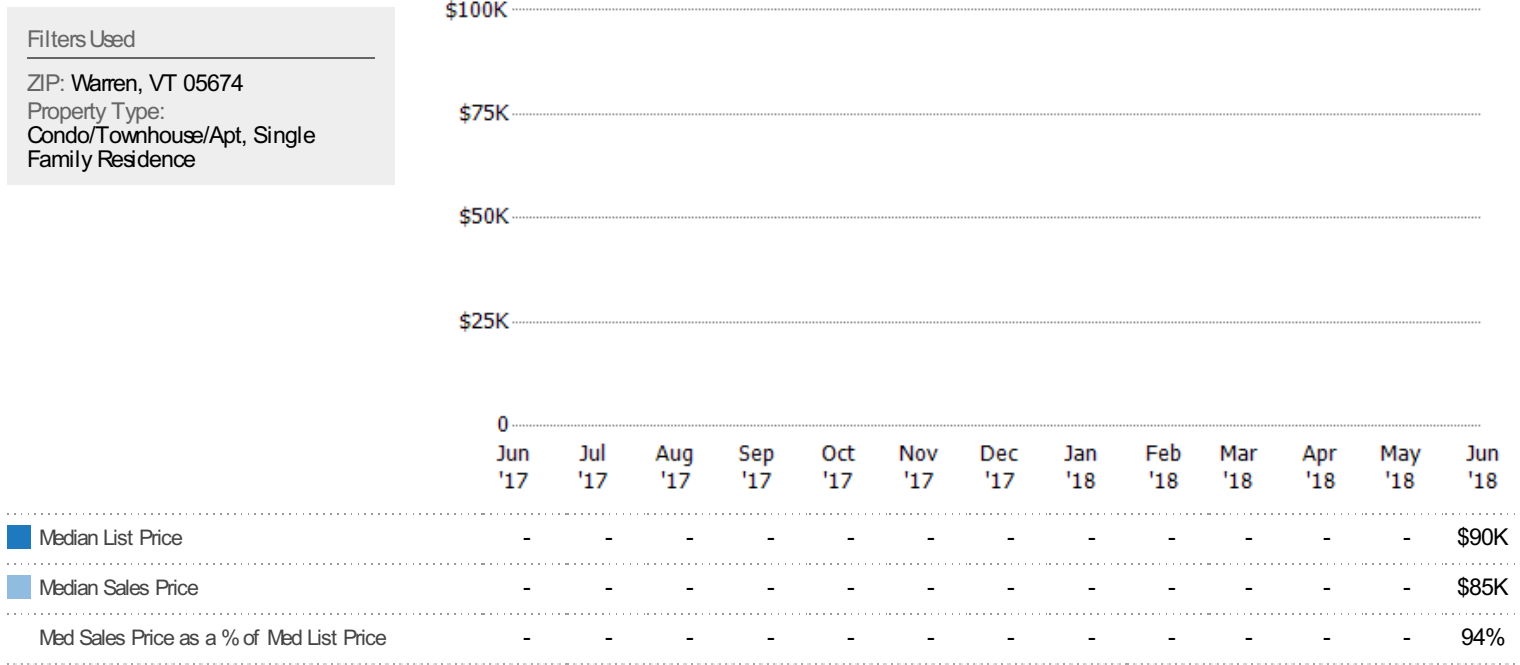 Filters Used
ZIP: Warren, VT 05674
Property Type:
Condo/Townhouse/Apt, Single
Family Residence
$100K
$75K
$50K
$25K
0
Jun Jul Aug Sep Oct Nov Dec Jan Feb Mar Apr May Jun
'17 '17 '17 '17 '17 '17 '17 '18 '18 '18 '18 '18 '18
Median List Price - - - - - - - - - - - - $90K
Median Sales Price - - - - - - - - - - - - $85K
Med Sales Price as a % of Med List Price - - - - - - - - - - - - 94%